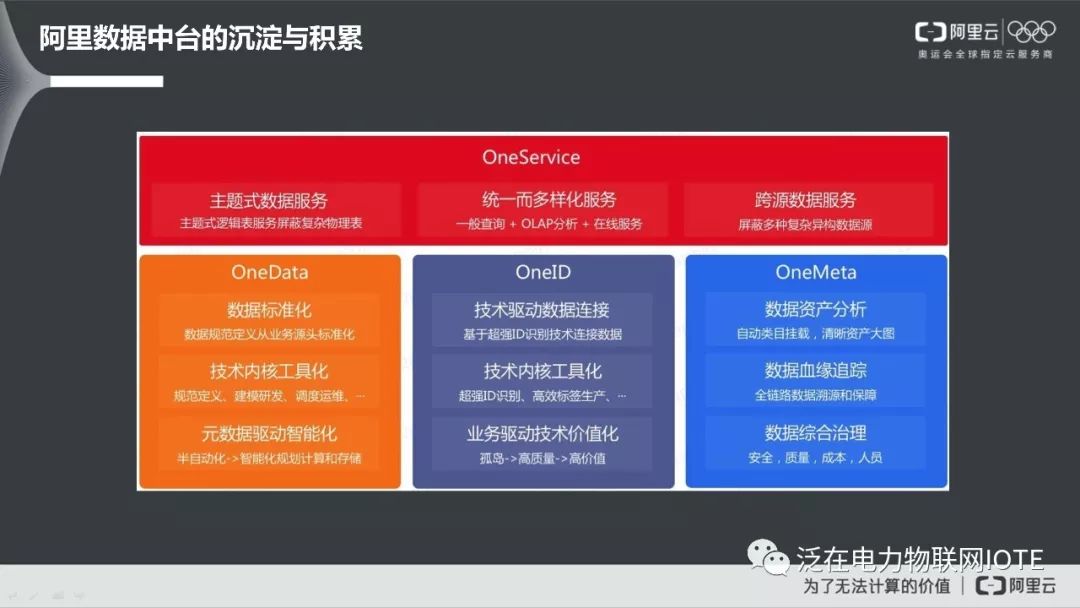 阿里数据中台的沉淀与积累
阿里云
奥运会全球指定云服务商
OneService
主题式数据服务
主题式逻辑表服务屏蔽复杂物理表
统一而多样化服务
一般查询 + OLAP分析 + 在线服务
跨源数据服务
屏蔽多种复杂异构数据源
OneData
数据标准化
数据规范定义从业务源头标准化
技术内核工具化
规范定义、建模研发、调度运维、···
元数据驱动智能化
半自动化->智能化规划计算和存储
OneID
技术驱动数据连接
基于超强ID识别技术连接数据
技术内核工具化
超强ID识别、高效标签生产、···
业务驱动技术价值化
孤岛->高质量->高价值
OneMeta
数据资产分析
自动类目挂载，清晰资产大图
数据血缘追踪
全链路数据溯源和保障
数据综合治理
安全，质量，成本，人员
泛在电力物联网IOTE
为了无法计算的价值 | 阿里云